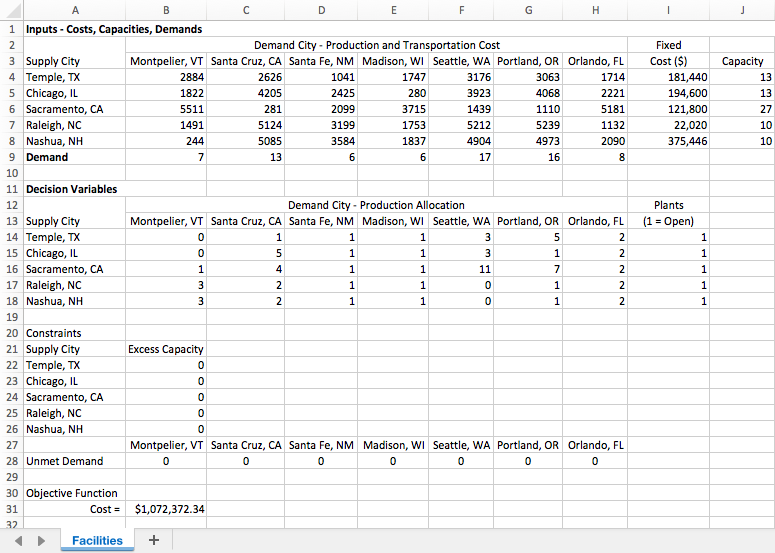 A B C D E F G H I J
1 Inputs - Costs, Capacities, Demands
2 Demand City - Production and Transportation Cost Fixed
3 Supply City Montpelier, VT Santa Cruz, CA Santa Fe, NM Madison, WI Seattle, WA Portland, OR Orlando, FL Cost ($) Capacity
4 Temple, TX 2884 2626 1041 1747 3176 3063 1714 181,440 13
5 Chicago, IL 1822 4205 2425 280 3923 4068 2221 194,600 13
6 Sacramento, CA 5511 281 2099 3715 1439 1110 5181 121,800 27
7 Raleigh, NC 1491 5124 3199 1753 5212 5239 1132 22,020 10
8 Nashua, NH 244 5085 3584 1837 4904 4973 2090 375,446 10
9 Demand 7 13 6 6 17 16 8
10
11 Decision Variables
12 Demand City - Production Allocation Plants
13 Supply City Montpelier, VT Santa Cruz, CA Santa Fe, NM Madison, WI Seattle, WA Portland, OR Orlando, FL (1 = Open)
14 Temple, TX 0 1 1 1 3 5 2 1
15 Chicago, IL 0 5 1 1 3 1 2 1
16 Sacramento, CA 1 4 1 1 11 7 2 1
17 Raleigh, NC 3 2 1 1 0 1 2 1
18 Nashua, NH 3 2 1 1 0 1 2 1
19
20 Constraints
21 Supply City Excess Capacity
22 Temple, TX 0
23 Chicago, IL 0
24 Sacramento, CA 0
25 Raleigh, NC 0
26 Nashua, NH 0
27 Montpelier, VT Santa Cruz, CA Santa Fe, NM Madison, WI Seattle, WA Portland, OR Orlando, FL
28 Unmet Demand 0 0 0 0 0 0 0
29
30 Objective Function
31 Cost = $1,072,372.34
32
Facilities +